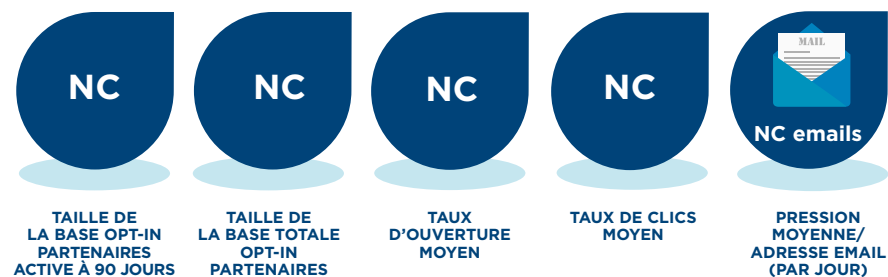 NC
NC
NC
NC
MAIL
NC emails
TAILLE DE
LA BASE OPT-IN
PARTENAIRES
ACTIVE À 90 JOURS
TAILLE DE
LA BASE TOTALE
OPT-IN
PARTENAIRES
TAUX
D'OUVERTURE
MOYEN
TAUX DE CLICS
MOYEN
PRESSION
MOYENNE/
ADRESSE EMAIL
(PAR JOUR)